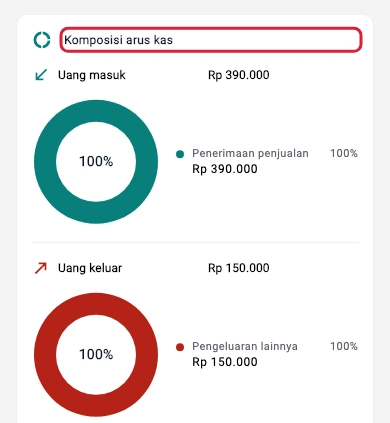 Komposisi arus kas
Uang masuk Rp 390.000
100%
Penerimaan penjualan 100%
Rp 390.000
Uang keluar Rp 150.000
100%
Pengeluaran lainnya 100%
Rp 150.000